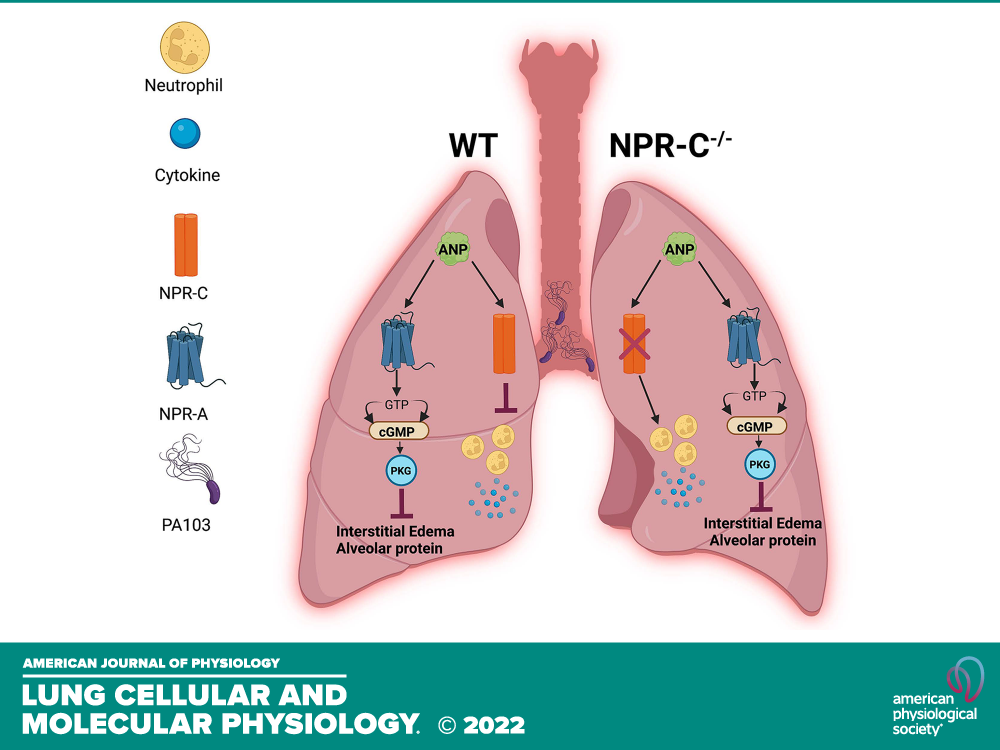 Neutrophil
Cytokine
NPR-C
NPR-A
PA103
WT
ANP
GTP
cGMP
PKG
Interstitial Edema
Alveolar protein
NPR-C-/-
ANP
GTP
cGMP
PKG
Interstitial Edema
Alveolar protein
AMERICAN JOURNAL OF PHYSIOLOGY
LUNG CELLULAR AND
MOLECULAR PHYSIOLOGY. © 2022
american
physiological
society